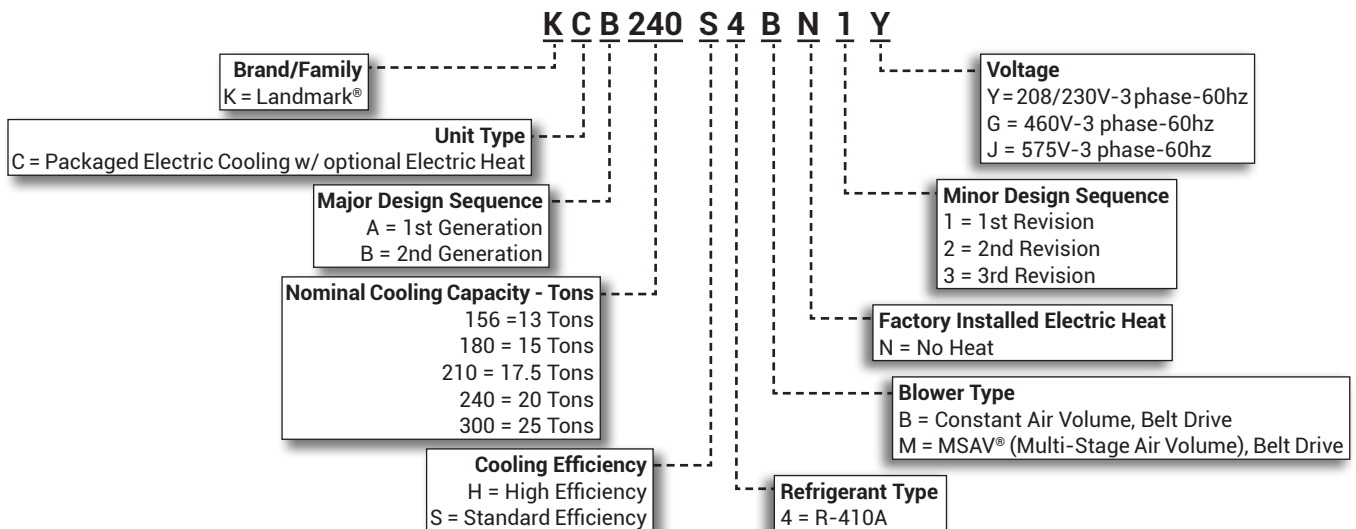 K C B 240 S 4 B N 1 Y
Brand/Family
K = Landmark®
Unit Type
C = Packaged Electric Cooling w/ optional Electric Heat
Major Design Sequence
A = 1st Generation
B = 2nd Generation
Nominal Cooling Capacity - Tons
156 =13 Tons
180 = 15 Tons
210 = 17.5 Tons
240 = 20 Tons
300 = 25 Tons
Cooling Efficiency
H = High Efficiency
S = Standard Efficiency
Voltage
Y=208/230V-3phase-60hz
G = 460V-3 phase-60hz
J = 575V-3 phase-60hz
Minor Design Sequence
1 = 1st Revision
2 = 2nd Revision
3 = 3rd Revision
Factory Installed Electric Heat
N = No Heat
Blower Type
B = Constant Air Volume, Belt Drive
M = MSAV® (Multi-Stage Air Volume), Belt Drive
Refrigerant Type
4 = R-410A